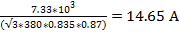 7.33*10³ / (√3*380*0.835*0.87) = 14.65 A